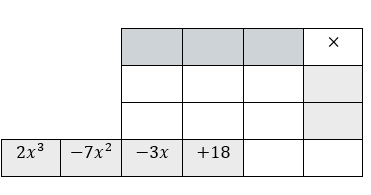 ×
2x³ −7x² −3x +18